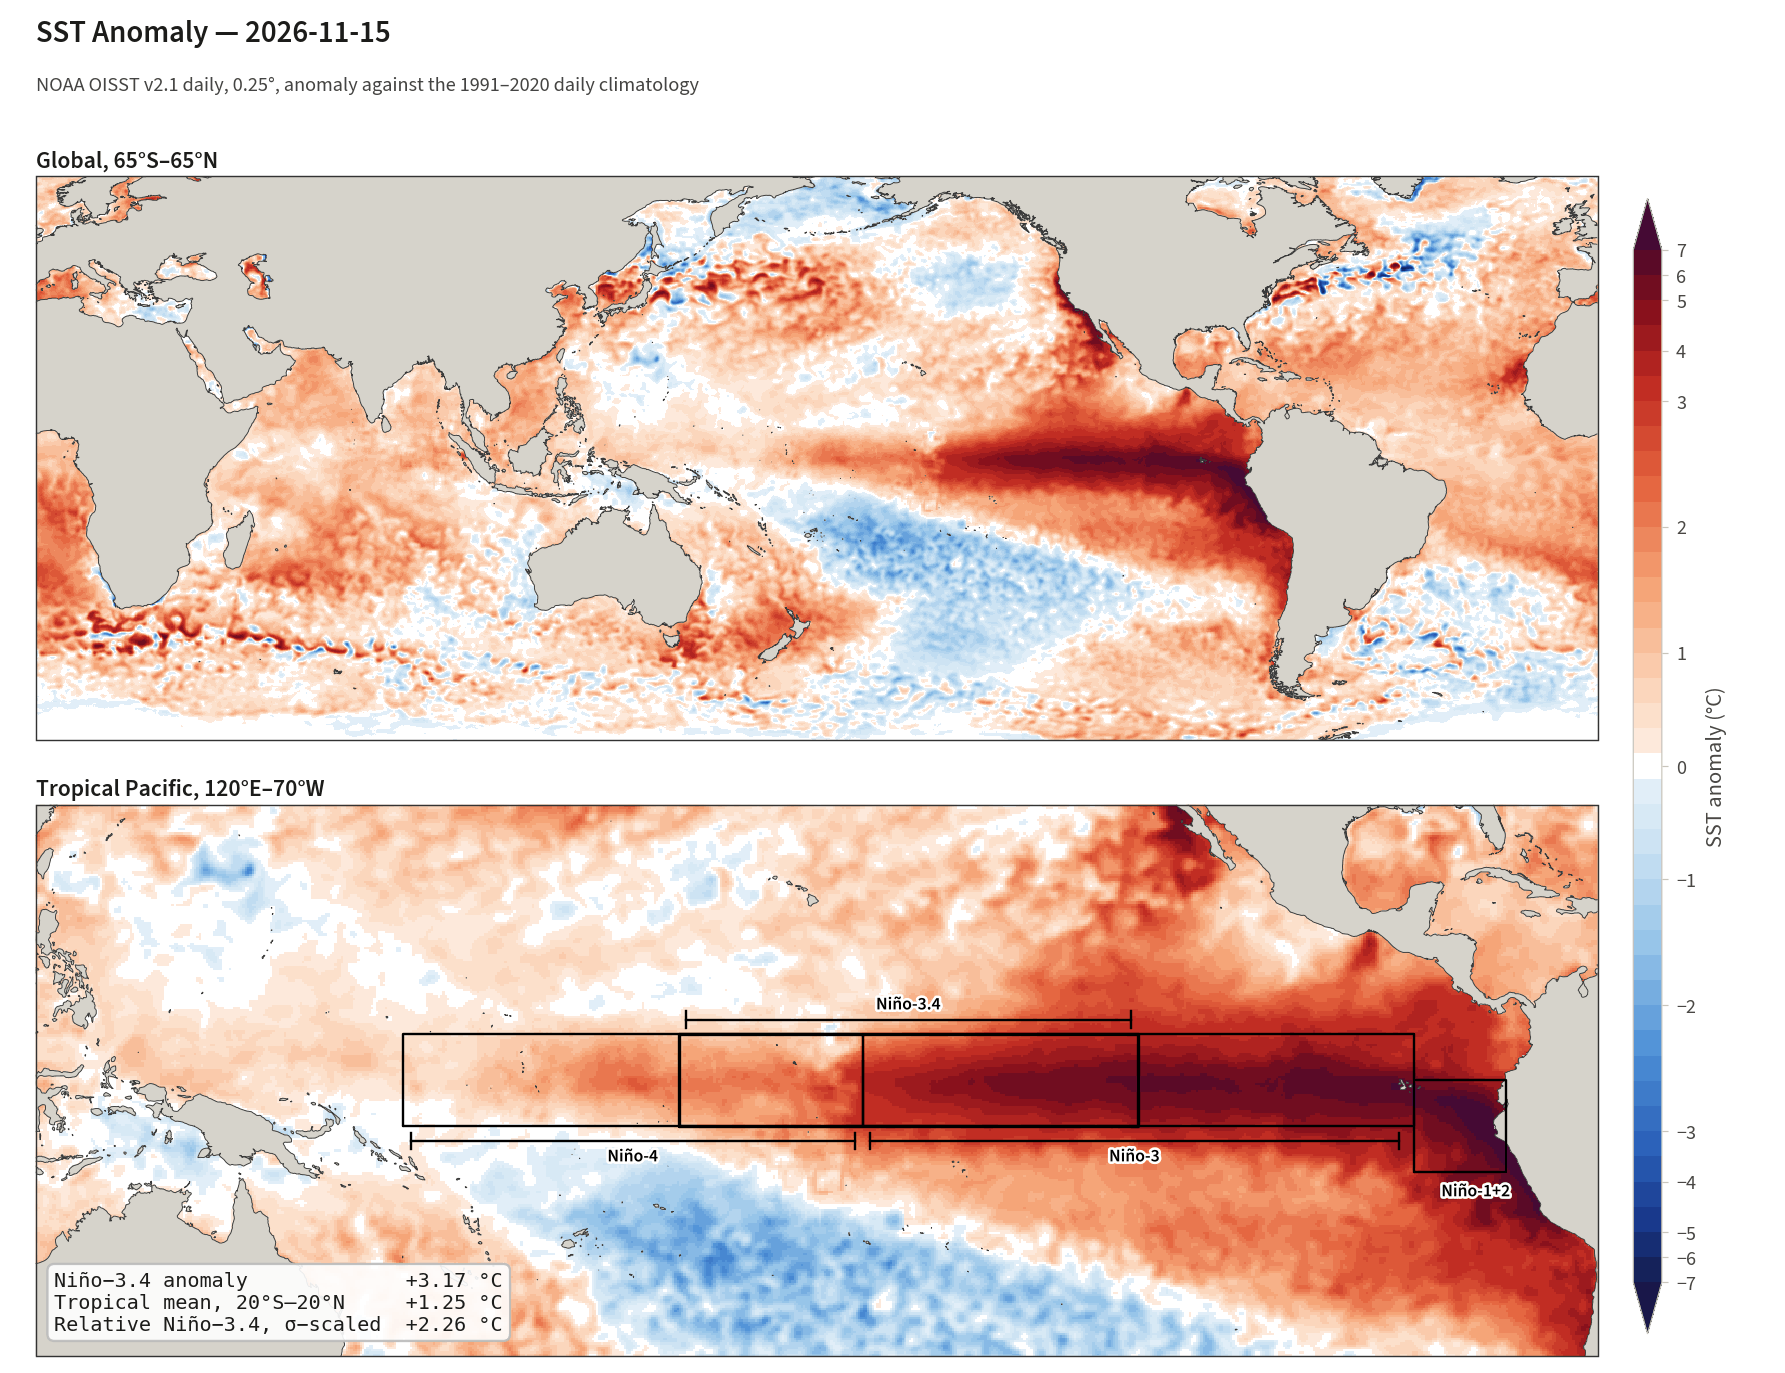 SST Anomaly — 2026-11-15
NOAA OISST v2.1 daily, 0.25°, anomaly against the 1991–2020 daily climatology
Global, 65°S–65°N
7
6
5
4
3
2
1
0
−1
−2
−3
−4
−5
−6
−7
SST anomaly (°C)
Tropical Pacific, 120°E–70°W
Niño-3.4
Niño-4
Niño-3
Niño-1+2
Niño−3.4 anomaly +3.17 °C
Tropical mean, 20°S–20°N +1.25 °C
Relative Niño−3.4, σ−scaled +2.26 °C